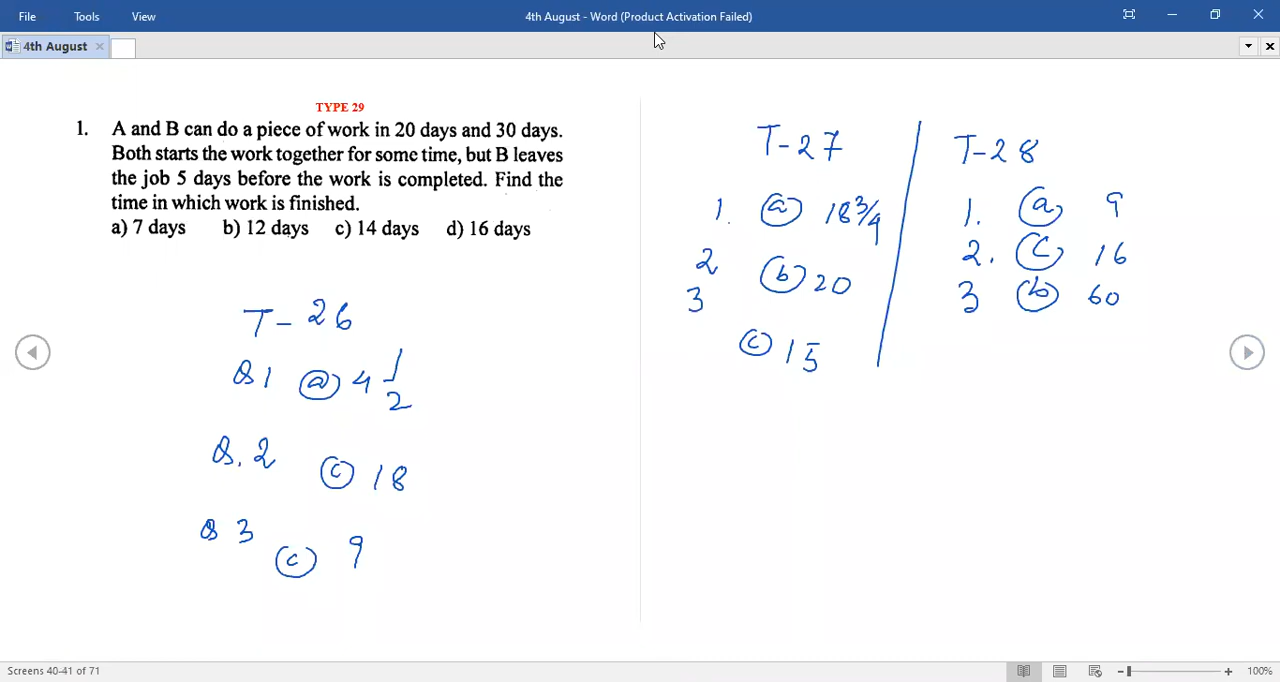 File Tools View
4th August - Word (Product Activation Failed)
4th August
TYPE 29
1. A and B can do a piece of work in 20 days and 30 days.
Both starts the work together for some time, but B leaves
the job 5 days before the work is completed. Find the
time in which work is finished.
a) 7 days b) 12 days c) 14 days d) 16 days
T - 26
Q1 (a) 4 1/2
Q.2 (c) 18
Q3 (c) 9
T - 27
1. (a) 18 3/4
2 (b) 20
3 (c) 15
T - 28
1. (a) 9
2. (c) 16
3 (b) 60
Screens 40-41 of 71
100%